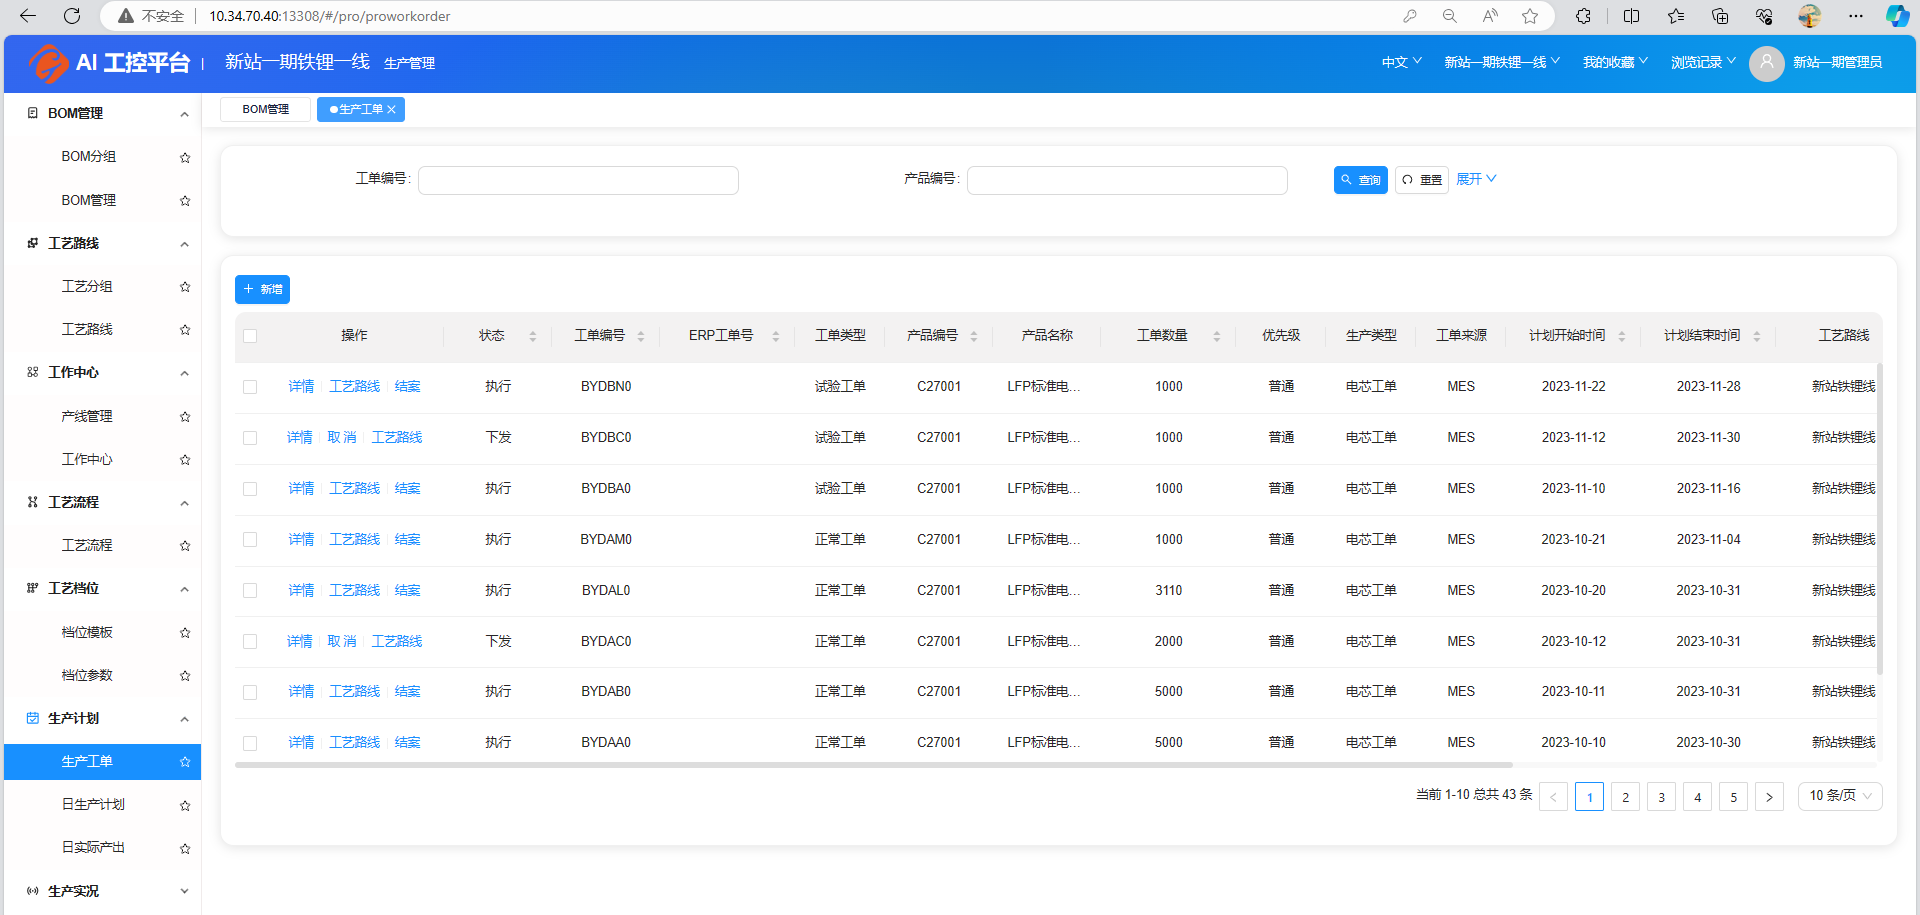 不安全 10.34.70.40:13308/#/pro/proworkorder
AI 工控平台 新站一期铁锂一线 生产管理 中文 新站一期铁锂一线 我的收藏 浏览记录 新站一期管理员
BOM管理
BOM分组
BOM管理
工艺路线
工艺分组
工艺路线
工作中心
产线管理
工作中心
工艺流程
工艺流程
工艺档位
档位模板
档位参数
生产计划
生产工单
日生产计划
日实际产出
生产实况
BOM管理 生产工单
工单编号: 产品编号: 查询 重置 展开
+ 新增
操作 状态 工单编号 ERP工单号 工单类型 产品编号 产品名称 工单数量 优先级 生产类型 工单来源 计划开始时间 计划结束时间 工艺路线
详情 工艺路线 结案 执行 BYDBN0 试验工单 C27001 LFP标准电... 1000 普通 电芯工单 MES 2023-11-22 2023-11-28 新站铁锂线
详情 取消 工艺路线 下发 BYDBC0 试验工单 C27001 LFP标准电... 1000 普通 电芯工单 MES 2023-11-12 2023-11-30 新站铁锂线
详情 工艺路线 结案 执行 BYDBA0 试验工单 C27001 LFP标准电... 1000 普通 电芯工单 MES 2023-11-10 2023-11-16 新站铁锂线
详情 工艺路线 结案 执行 BYDAM0 正常工单 C27001 LFP标准电... 1000 普通 电芯工单 MES 2023-10-21 2023-11-04 新站铁锂线
详情 工艺路线 结案 执行 BYDAL0 正常工单 C27001 LFP标准电... 3110 普通 电芯工单 MES 2023-10-20 2023-10-31 新站铁锂线
详情 取消 工艺路线 下发 BYDAC0 正常工单 C27001 LFP标准电... 2000 普通 电芯工单 MES 2023-10-12 2023-10-31 新站铁锂线
详情 工艺路线 结案 执行 BYDAB0 正常工单 C27001 LFP标准电... 5000 普通 电芯工单 MES 2023-10-11 2023-10-31 新站铁锂线
详情 工艺路线 结案 执行 BYDAA0 正常工单 C27001 LFP标准电... 5000 普通 电芯工单 MES 2023-10-10 2023-10-30 新站铁锂线
当前 1-10 总共 43 条 < 1 2 3 4 5 > 10 条/页